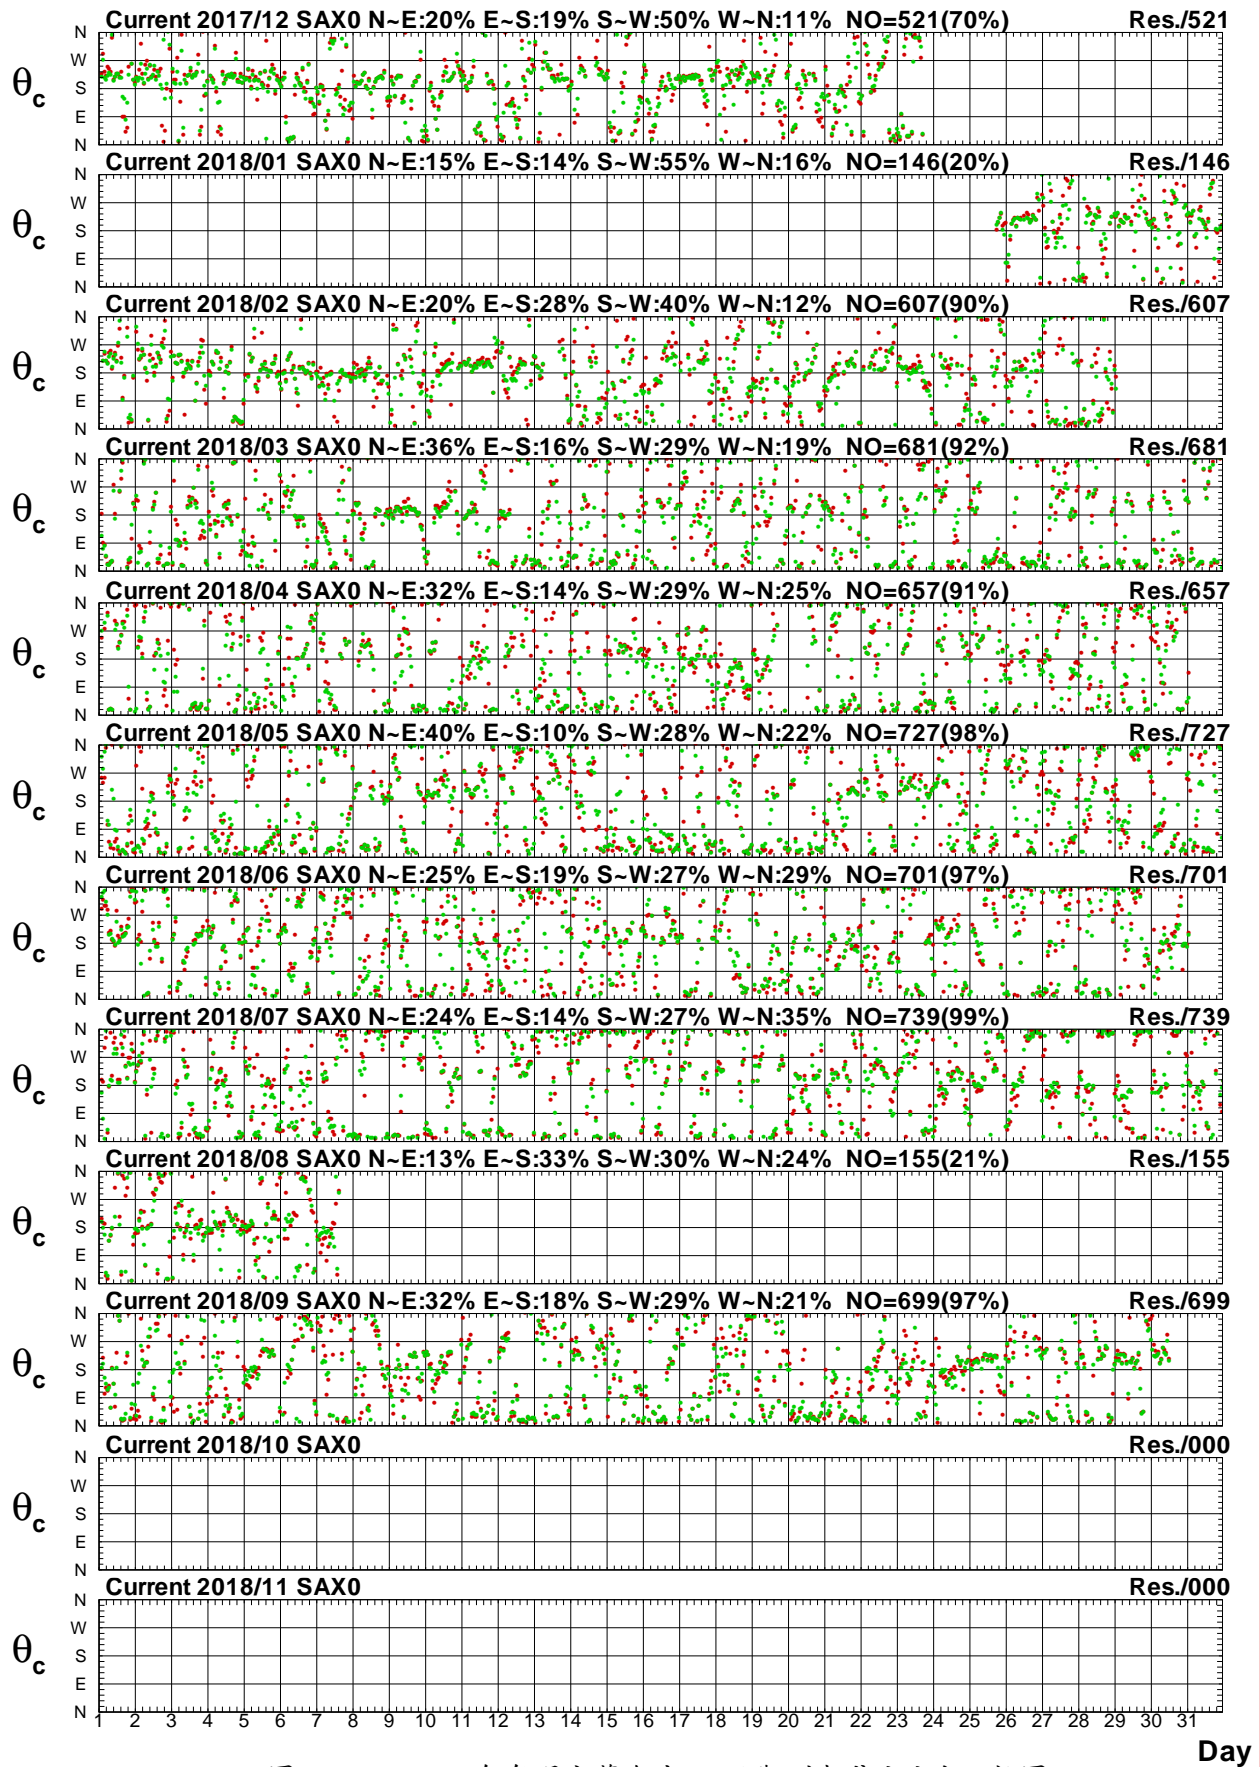 Current 2017/12 SAX0 N~E:20% E~S:19% S~W:50% W~N:11% NO=521(70%) Res./521
N
W
θc S
E
N
Current 2018/01 SAX0 N~E:15% E~S:14% S~W:55% W~N:16% NO=146(20%) Res./146
N
W
θc S
E
N
Current 2018/02 SAX0 N~E:20% E~S:28% S~W:40% W~N:12% NO=607(90%) Res./607
N
W
θc S
E
N
Current 2018/03 SAX0 N~E:36% E~S:16% S~W:29% W~N:19% NO=681(92%) Res./681
N
W
θc S
E
N
Current 2018/04 SAX0 N~E:32% E~S:14% S~W:29% W~N:25% NO=657(91%) Res./657
N
W
θc S
E
N
Current 2018/05 SAX0 N~E:40% E~S:10% S~W:28% W~N:22% NO=727(98%) Res./727
N
W
θc S
E
N
Current 2018/06 SAX0 N~E:25% E~S:19% S~W:27% W~N:29% NO=701(97%) Res./701
N
W
θc S
E
N
Current 2018/07 SAX0 N~E:24% E~S:14% S~W:27% W~N:35% NO=739(99%) Res./739
N
W
θc S
E
N
Current 2018/08 SAX0 N~E:13% E~S:33% S~W:30% W~N:24% NO=155(21%) Res./155
N
W
θc S
E
N
Current 2018/09 SAX0 N~E:32% E~S:18% S~W:29% W~N:21% NO=699(97%) Res./699
N
W
θc S
E
N
Current 2018/10 SAX0 Res./000
N
W
θc S
E
N
Current 2018/11 SAX0 Res./000
N
W
θc S
E
N
1 2 3 4 5 6 7 8 9 10 11 12 13 14 15 16 17 18 19 20 21 22 23 24 25 26 27 28 29 30 31
Day